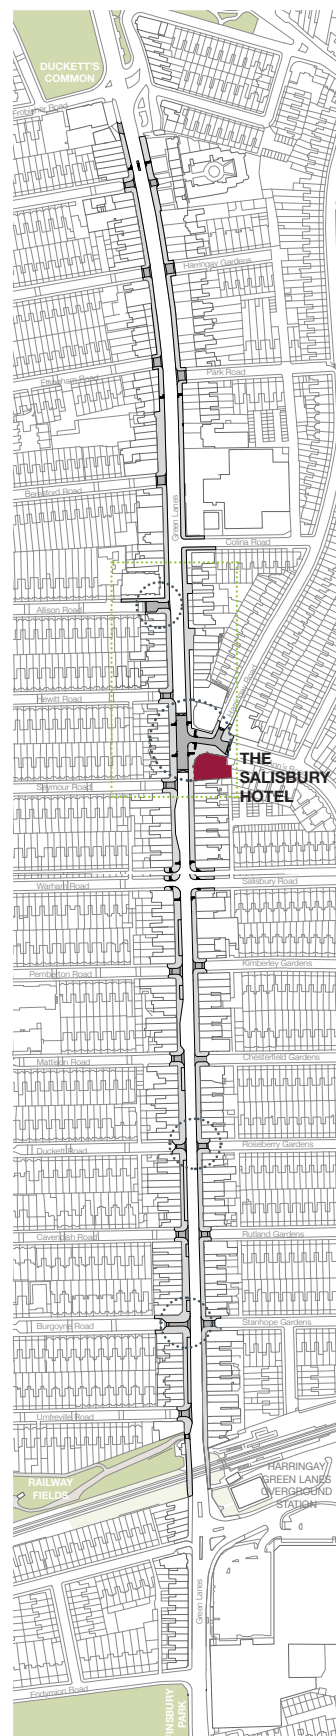 DUCKETT'S
COMMON
Frobisher Road
Harringay Gardens
Park Road
Beresford Road
Green Lanes
Colina Road
Allison Road
Hewitt Road
THE
SALISBURY
HOTEL
Seymour Road
Warham Road
Salisbury Road
Pemberton Road
Kimberley Gardens
Mattison Road
Chesterfield Gardens
Duckett Road
Roseberry Gardens
Cavendish Road
Rutland Gardens
Burgoyne Road
Stanhope Gardens
Umfreville Road
HARRINGAY
GREEN LANES
OVERGROUND
STATION
RAILWAY
FIELDS
Green Lanes
Endymion Road
PARK